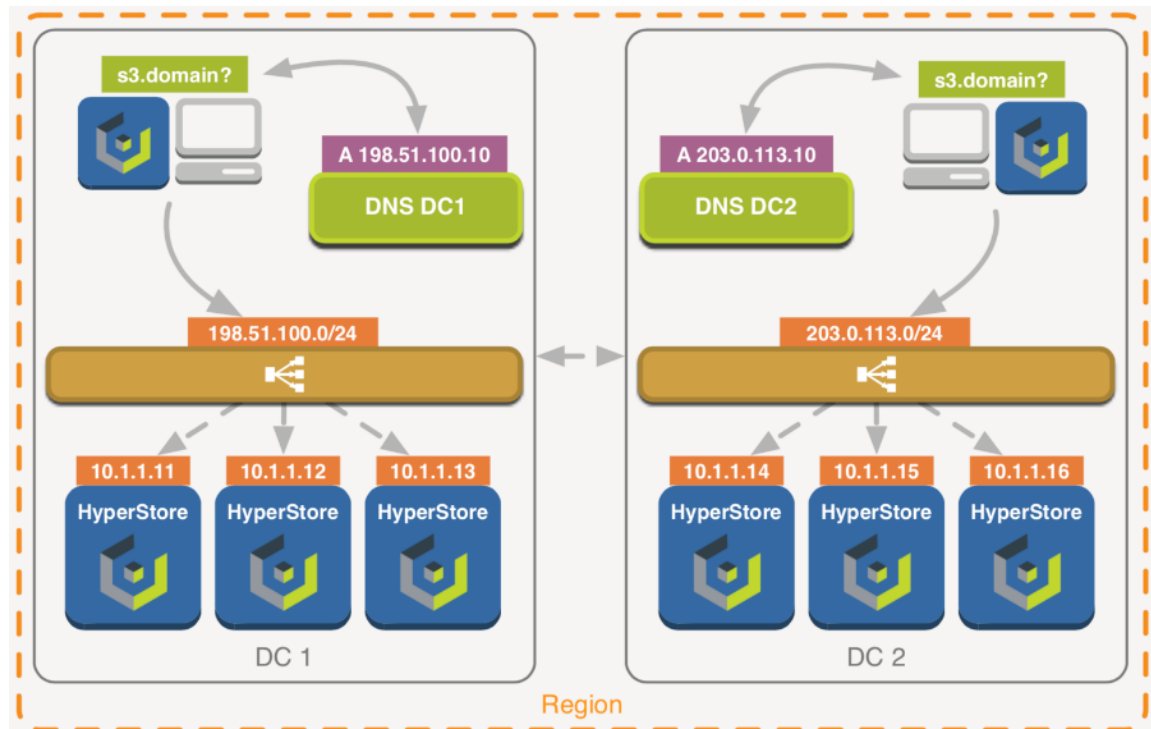 s3.domain?
s3.domain?
A 198.51.100.10
A 203.0.113.10
DNS DC1
DNS DC2
198.51.100.0/24
203.0.113.0/24
10.1.1.11
10.1.1.12
10.1.1.13
10.1.1.14
10.1.1.15
10.1.1.16
HyperStore
HyperStore
HyperStore
HyperStore
HyperStore
HyperStore
DC 1
DC 2
Region